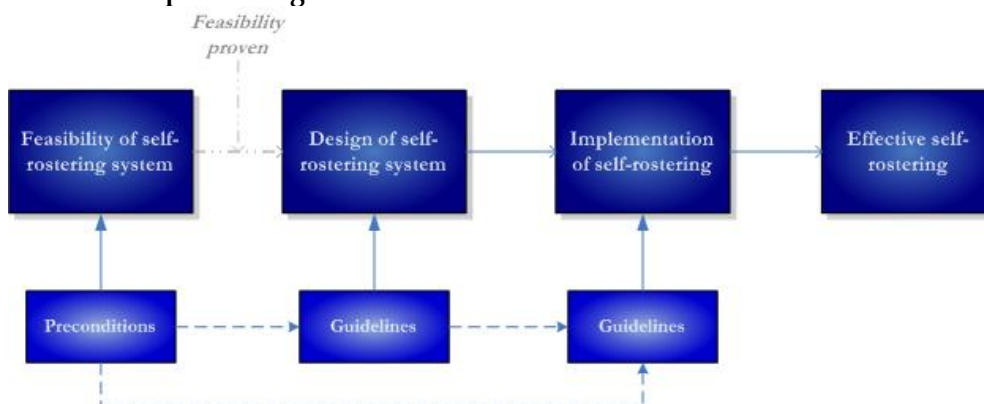 Feasibility
proven
Feasibility of self-
rostering system
Design of self-
rostering system
Implementation
of self-rostering
Effective self-
rostering
Preconditions
Guidelines
Guidelines